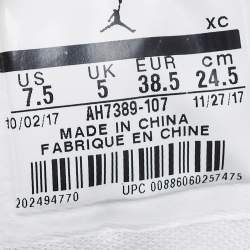 XC
US UK EUR cm
7.5 5 38.5 24.5
AH7389-107
10/02/17 11/27/17
MADE IN CHINA
FABRIQUE EN CHINE
202494770 UPC 00886060257475